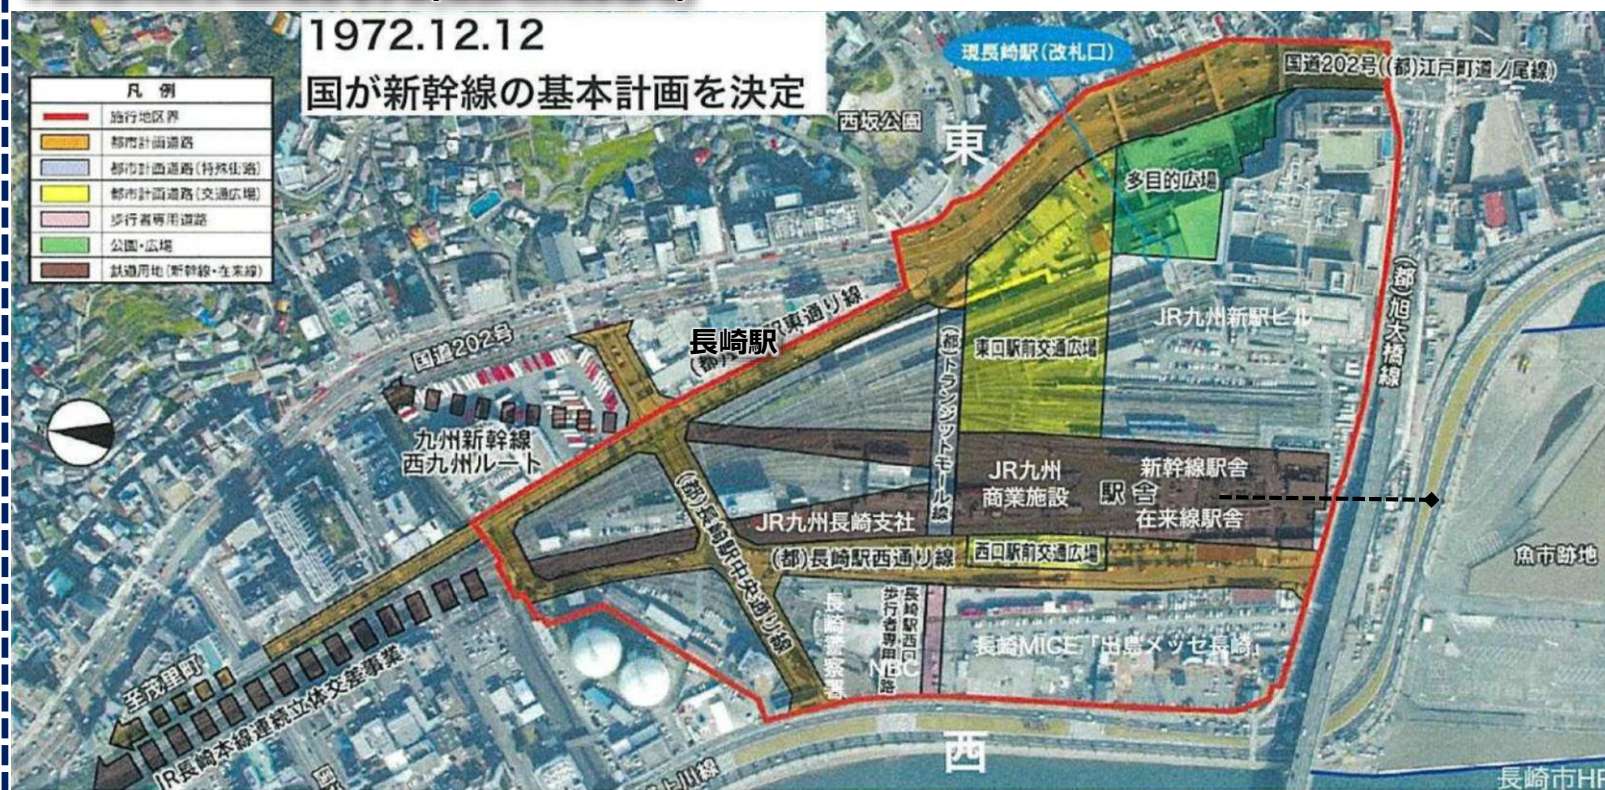 1972.12.12
国が新幹線の基本計画を決定
凡 例
施行地区界
都市計画道路
都市計画道路(特殊街路)
都市計画道路(交通広場)
歩行者専用道路
公園・広場
鉄道用地(新幹線・在来線)
現長崎駅(改札口)
国道202号((都)江戸町道ノ尾線)
西坂公園
東
多目的広場
(都)旭大橋線
JR九州新駅ビル
長崎駅
東通り線
国道202号
東口駅前交通広場
(都)トランジットモール線
九州新幹線
西九州ルート
JR九州
商業施設
新幹線駅舎
駅舎
在来線駅舎
JR九州長崎支社
(都)長崎駅中央通り線
(都)長崎駅西通り線
西口駅前交通広場
魚市跡地
長崎警察署
長崎駅西口
歩行者専用道路
NBC
長崎MICE「出島メッセ長崎」
至茂里町
JR長崎本線連続立体交差事業
西
上川線
長崎市HP